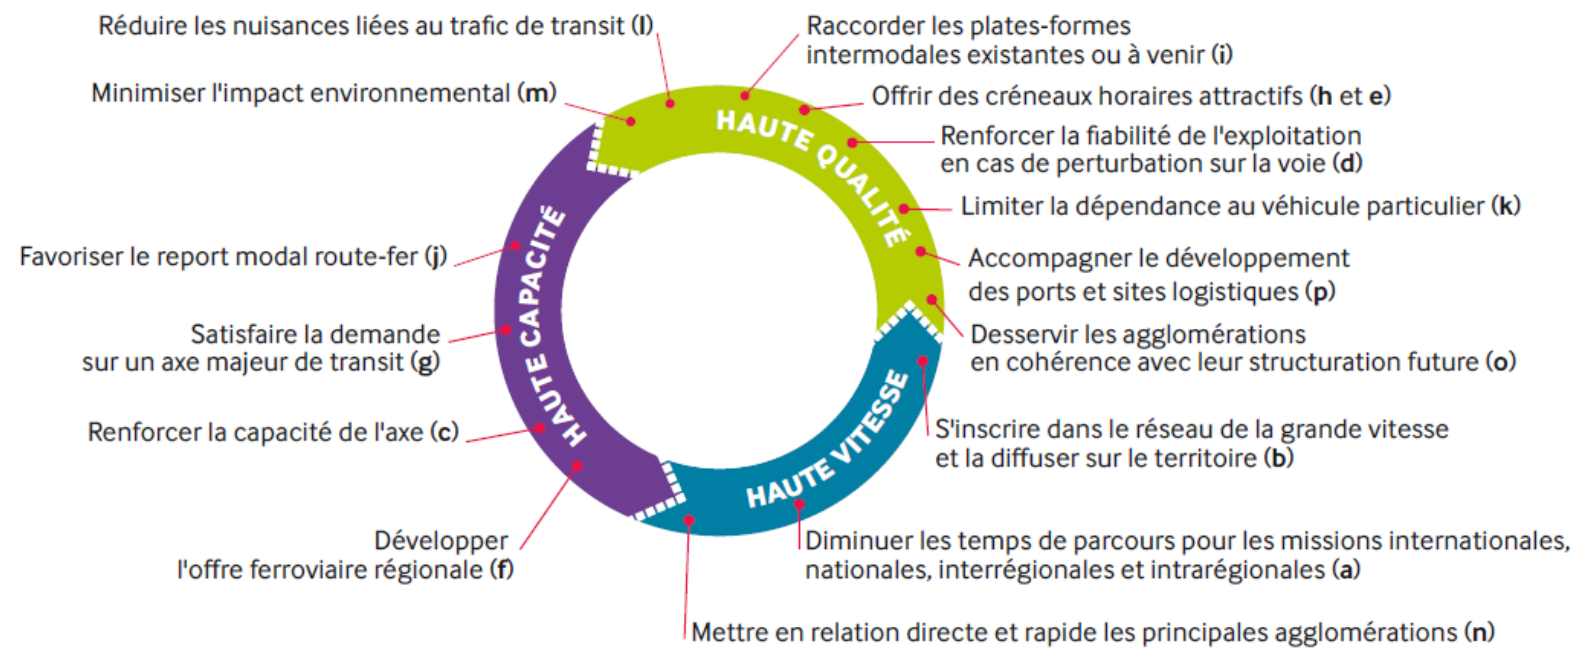 Réduire les nuisances liées au trafic de transit (l)
Minimiser l'impact environnemental (m)
Raccorder les plates-formes
intermodales existantes ou à venir (i)
Offrir des créneaux horaires attractifs (h et e)
Renforcer la fiabilité de l'exploitation
en cas de perturbation sur la voie (d)
Limiter la dépendance au véhicule particulier (k)
Accompagner le développement
des ports et sites logistiques (p)
Desservir les agglomérations
en cohérence avec leur structuration future (o)
HAUTE QUALITÉ
S'inscrire dans le réseau de la grande vitesse
et la diffuser sur le territoire (b)
Diminuer les temps de parcours pour les missions internationales,
nationales, interrégionales et intrarégionales (a)
Mettre en relation directe et rapide les principales agglomérations (n)
HAUTE VITESSE
Développer
l'offre ferroviaire régionale (f)
Renforcer la capacité de l'axe (c)
Satisfaire la demande
sur un axe majeur de transit (g)
Favoriser le report modal route-fer (j)
HAUTE CAPACITÉ